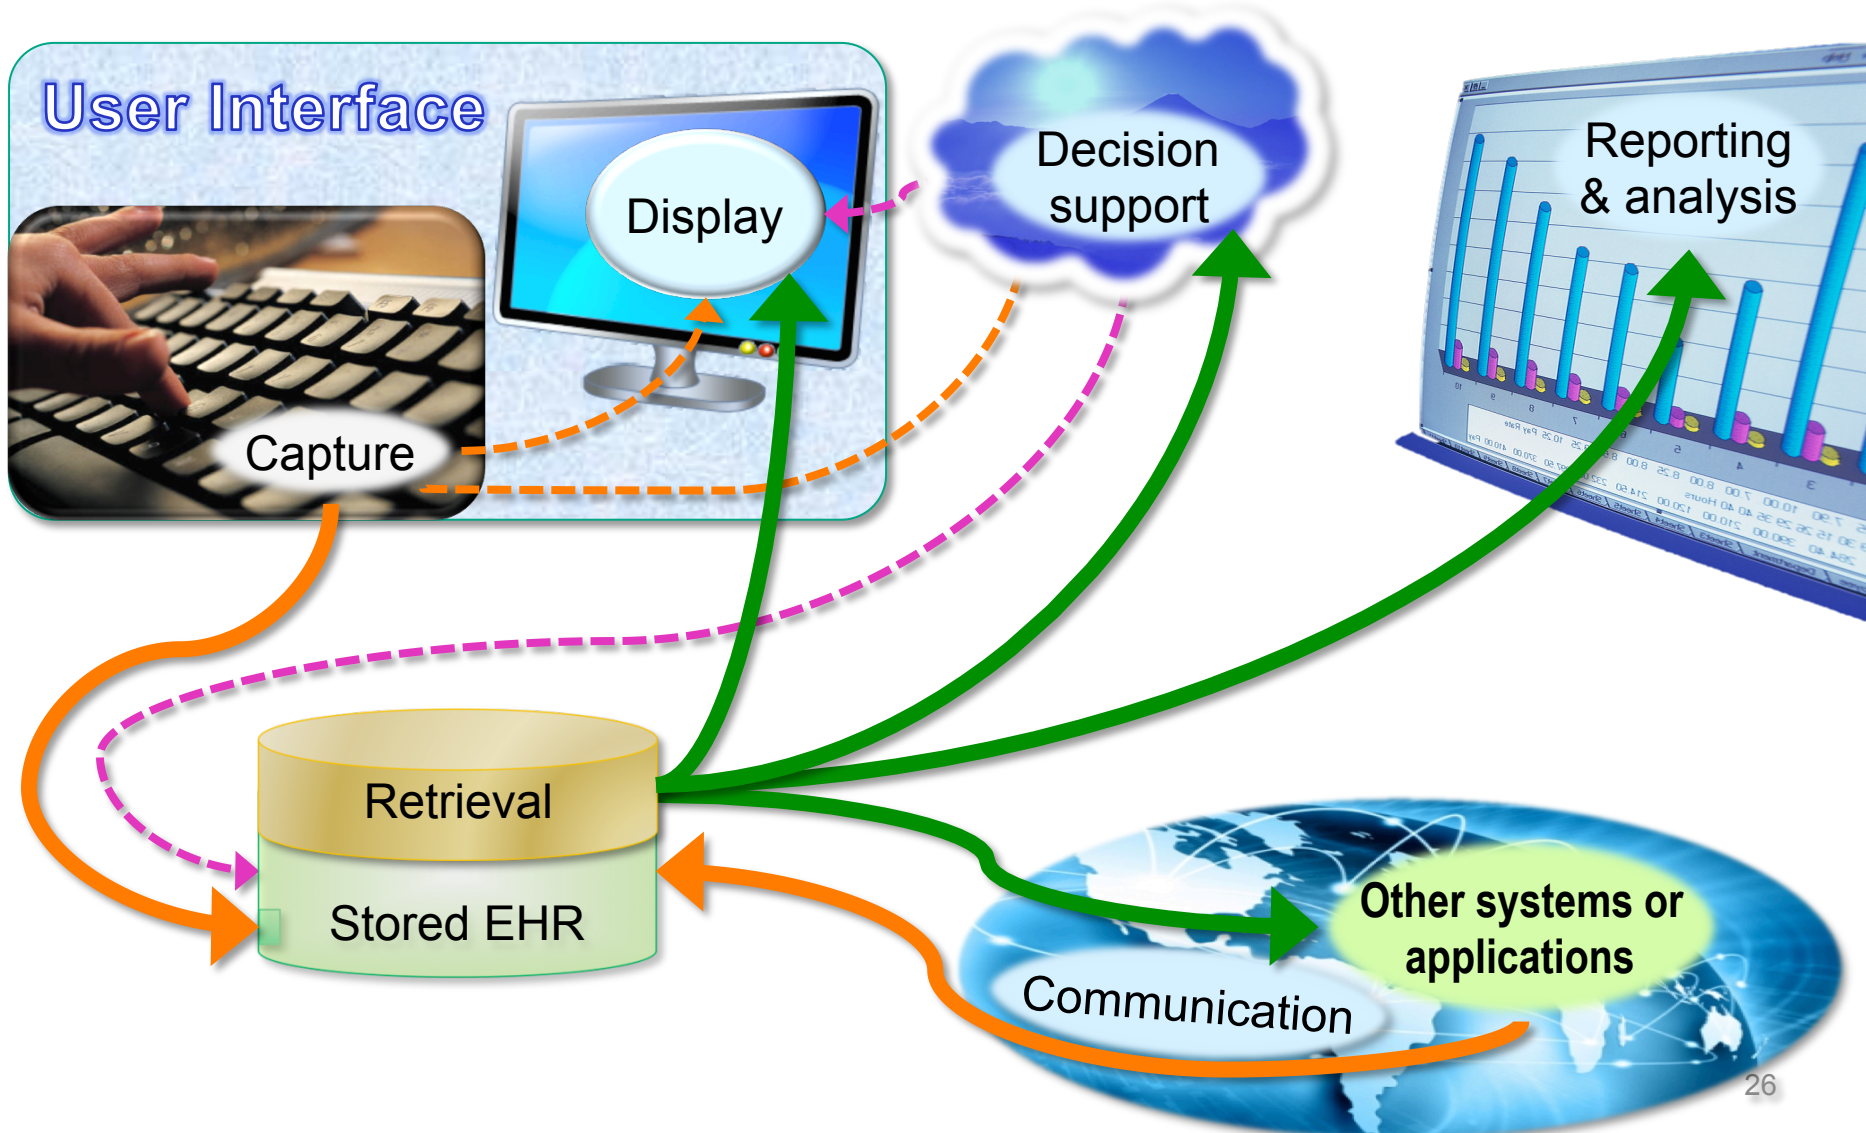 User Interface
Display
Capture
Decision
support
Reporting
& analysis
Retrieval
Stored EHR
Other systems or
applications
Communication
26